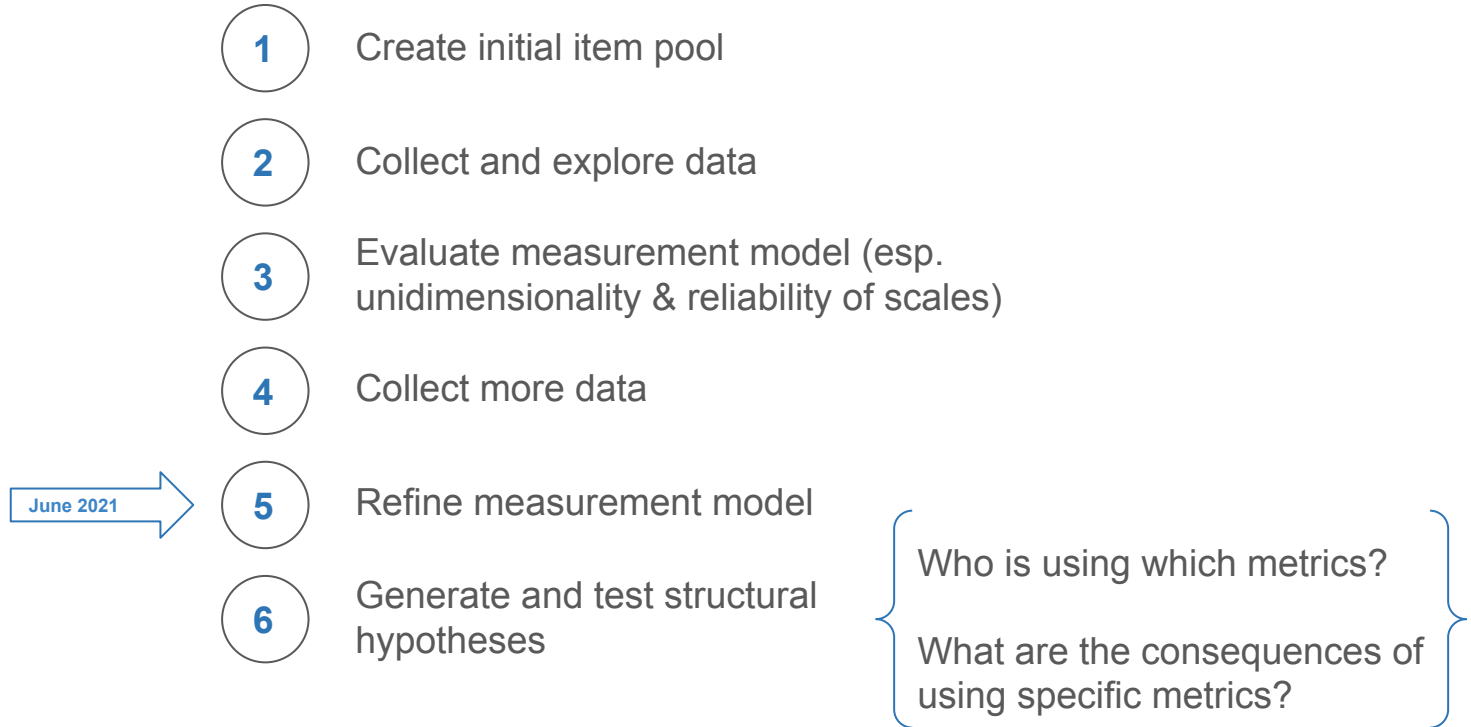 1
Create initial item pool
2
Collect and explore data
3
Evaluate measurement model (esp.
unidimensionality & reliability of scales)
4
Collect more data
June 2021
5
Refine measurement model
6
Generate and test structural
hypotheses
Who is using which metrics?
What are the consequences of
using specific metrics?